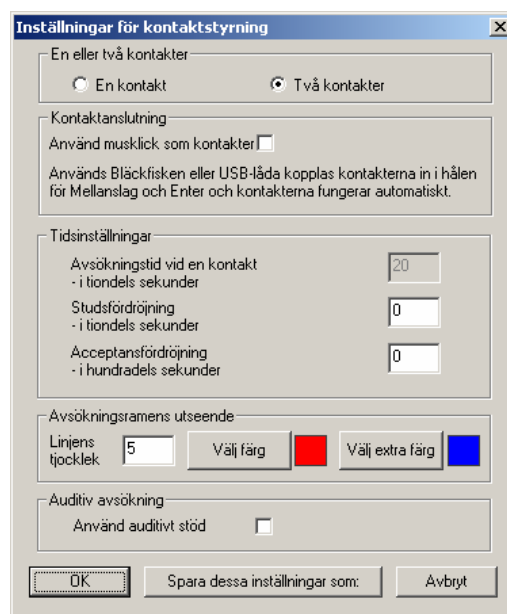 Inställningar för kontaktstyrning
En eller två kontakter
En kontakt
Två kontakter
Kontaktanslutning
Använd musklick som kontakter
Används Bläckfisken eller USB-låda kopplas kontakterna in i hålen
för Mellanslag och Enter och kontakterna fungerar automatiskt.
Tidsinställningar
Avsökningstid vid en kontakt
- i tiondels sekunder
20
Studsfördröjning
- i tiondels sekunder
0
Acceptansfördröjning
- i hundradels sekunder
0
Avsökningsramens utseende
Linjens
tjocklek
5
Välj färg
Välj extra färg
Auditiv avsökning
Använd auditivt stöd
OK
Spara dessa inställningar som:
Avbryt